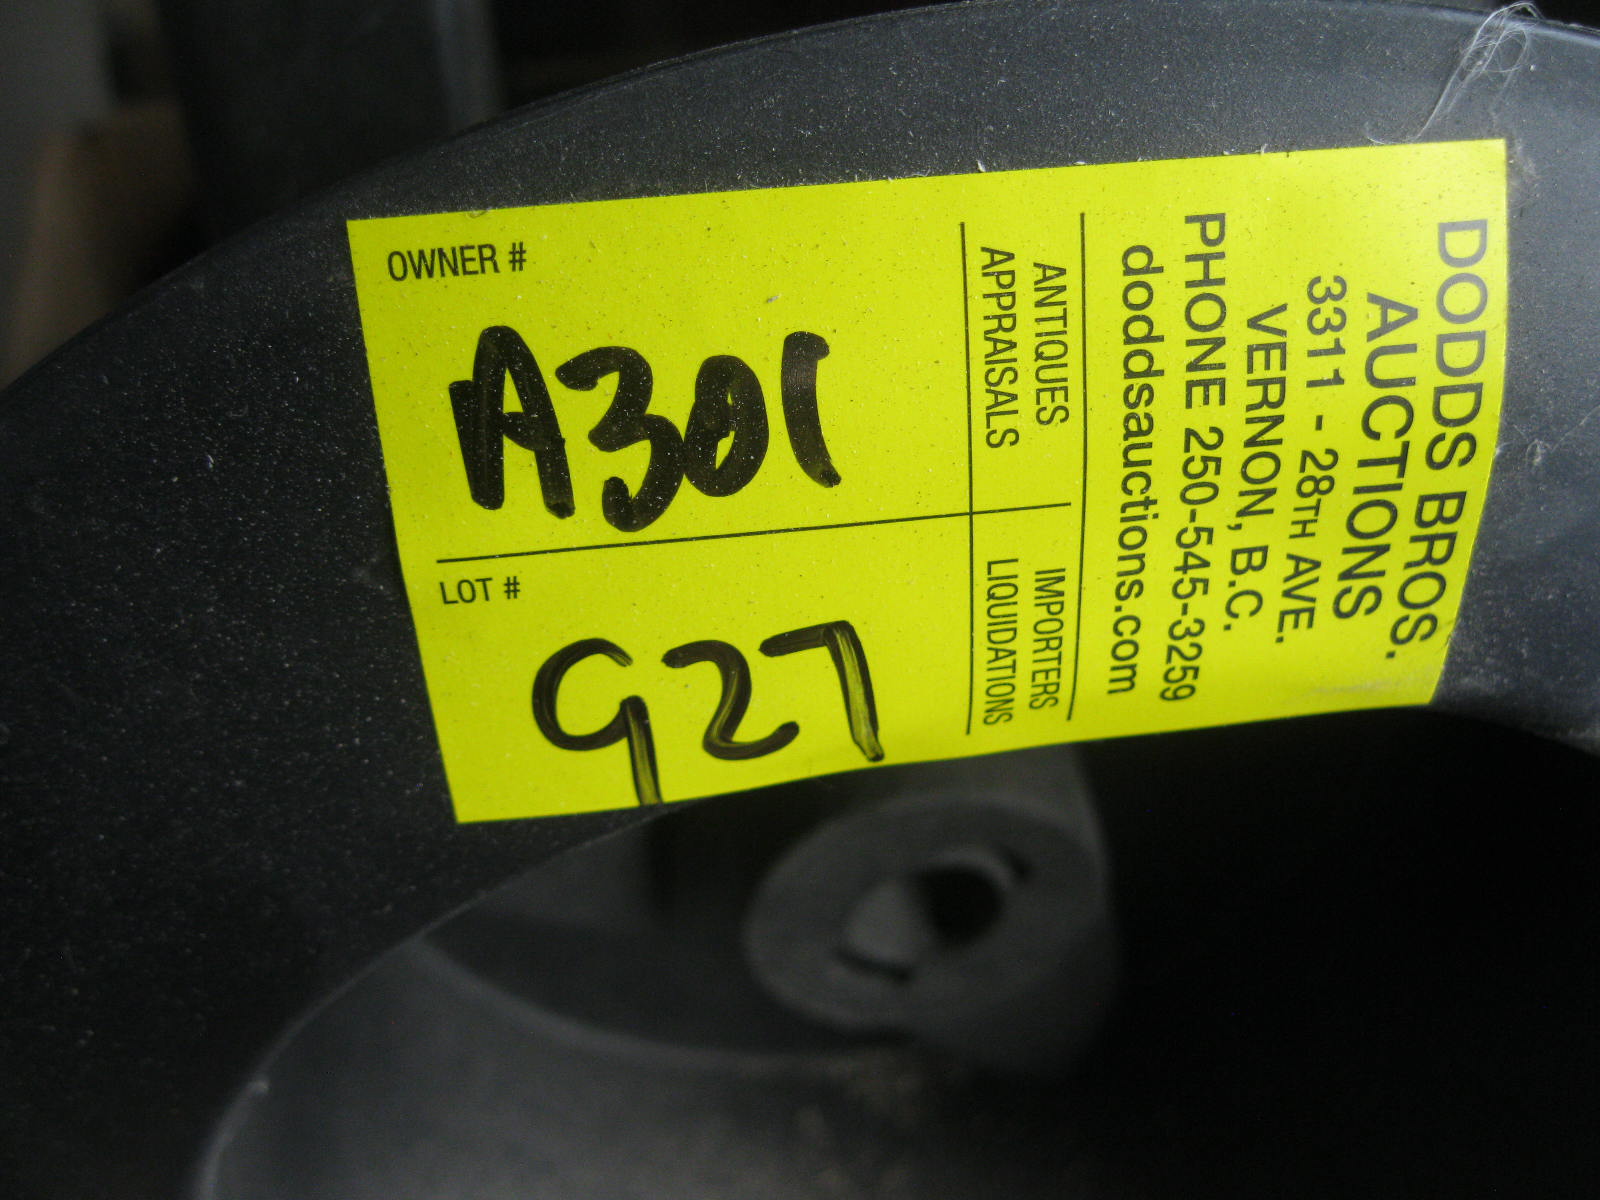 DODDS BROS.
AUCTIONS
3311 - 28TH AVE.
VERNON, B.C.
PHONE 250-545-3259
doddsauctions.com
ANTIQUES
APPRAISALS
IMPORTERS
LIQUIDATIONS
OWNER #
A301
LOT #
927